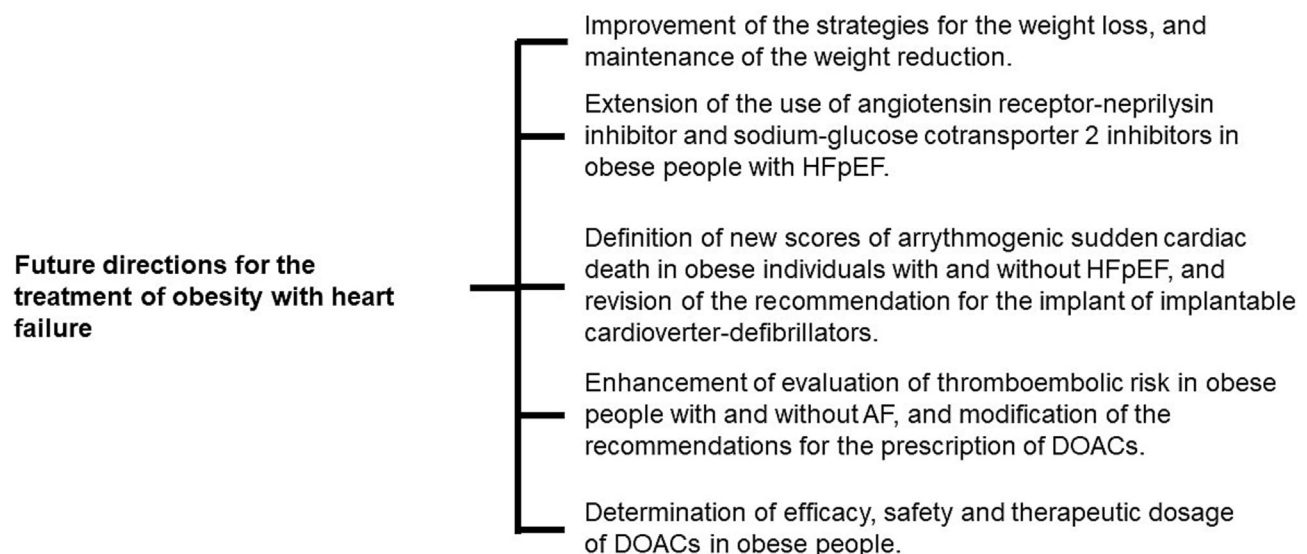 Improvement of the strategies for the weight loss, and
maintenance of the weight reduction.
Extension of the use of angiotensin receptor-neprilysin
inhibitor and sodium-glucose cotransporter 2 inhibitors in
obese people with HFpEF.
Future directions for the
treatment of obesity with heart
failure
Definition of new scores of arrythmogenic sudden cardiac
death in obese individuals with and without HFpEF, and
revision of the recommendation for the implant of implantable
cardioverter-defibrillators.
Enhancement of evaluation of thromboembolic risk in obese
people with and without AF, and modification of the
recommendations for the prescription of DOACs.
Determination of efficacy, safety and therapeutic dosage
of DOACs in obese people.